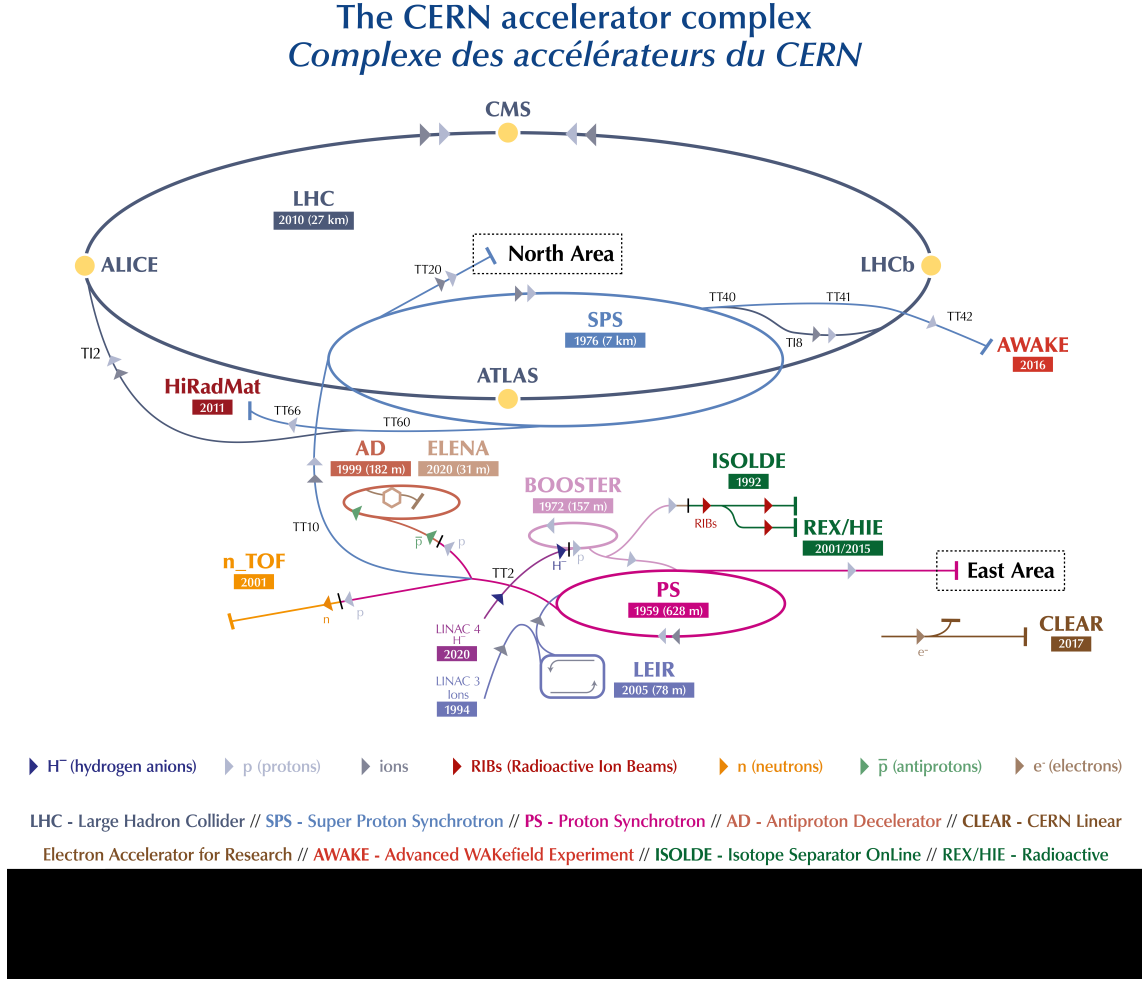 The CERN accelerator complex
Complexe des accélérateurs du CERN
CMS
LHC
2010 (27 km)
North Area
TT20
ALICE
LHCb
TT40
TT41
SPS
1976 (7 km)
TT42
TI8
AWAKE
2016
TI2
ATLAS
HiRadMat
2011
TT66
TT60
AD
1999 (182 m)
ELENA
2020 (31 m)
ISOLDE
1992
BOOSTER
1972 (157 m)
RIBs
TT10
REX/HIE
2001/2015
p̅
p
H⁻
p
n_TOF
2001
TT2
East Area
PS
1959 (628 m)
n
p
LINAC 4
H⁻
2020
CLEAR
2017
e⁻
LEIR
2005 (78 m)
LINAC 3
Ions
1994
H⁻ (hydrogen anions)
p (protons)
ions
RIBs (Radioactive Ion Beams)
n (neutrons)
p̅ (antiprotons)
e⁻ (electrons)
LHC - Large Hadron Collider // SPS - Super Proton Synchrotron // PS - Proton Synchrotron // AD - Antiproton Decelerator // CLEAR - CERN Linear
Electron Accelerator for Research // AWAKE - Advanced WAKefield Experiment // ISOLDE - Isotope Separator OnLine // REX/HIE - Radioactive